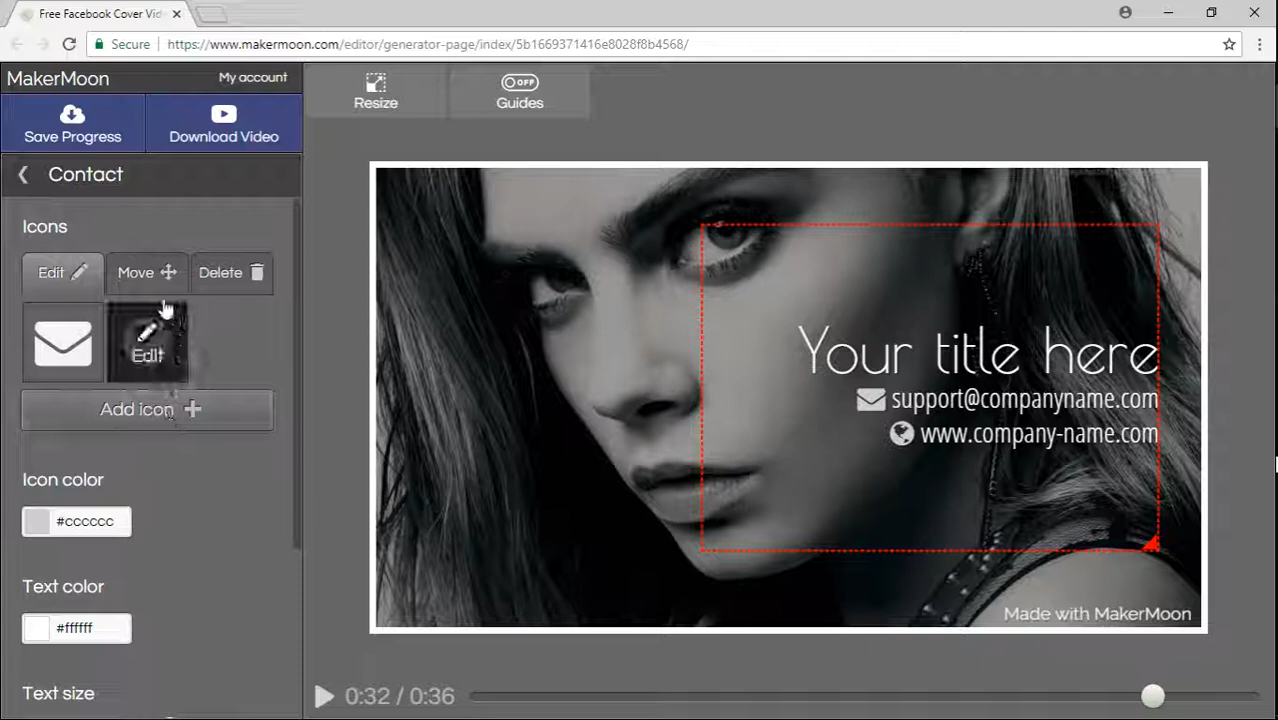 Free Facebook Cover Vid
Secure
https://www.makermoon.com/editor/generator-page/index/5b1669371416e8028f8b4568/
MakerMoon
My account
Save Progress
Download Video
Resize
OFF
Guides
Contact
Icons
Edit
Move
Delete
Edit
Add icon
Icon color
#cccccc
Text color
#ffffff
Text size
Your title here
support@companyname.com
www.company-name.com
Made with MakerMoon
0:32 / 0:36